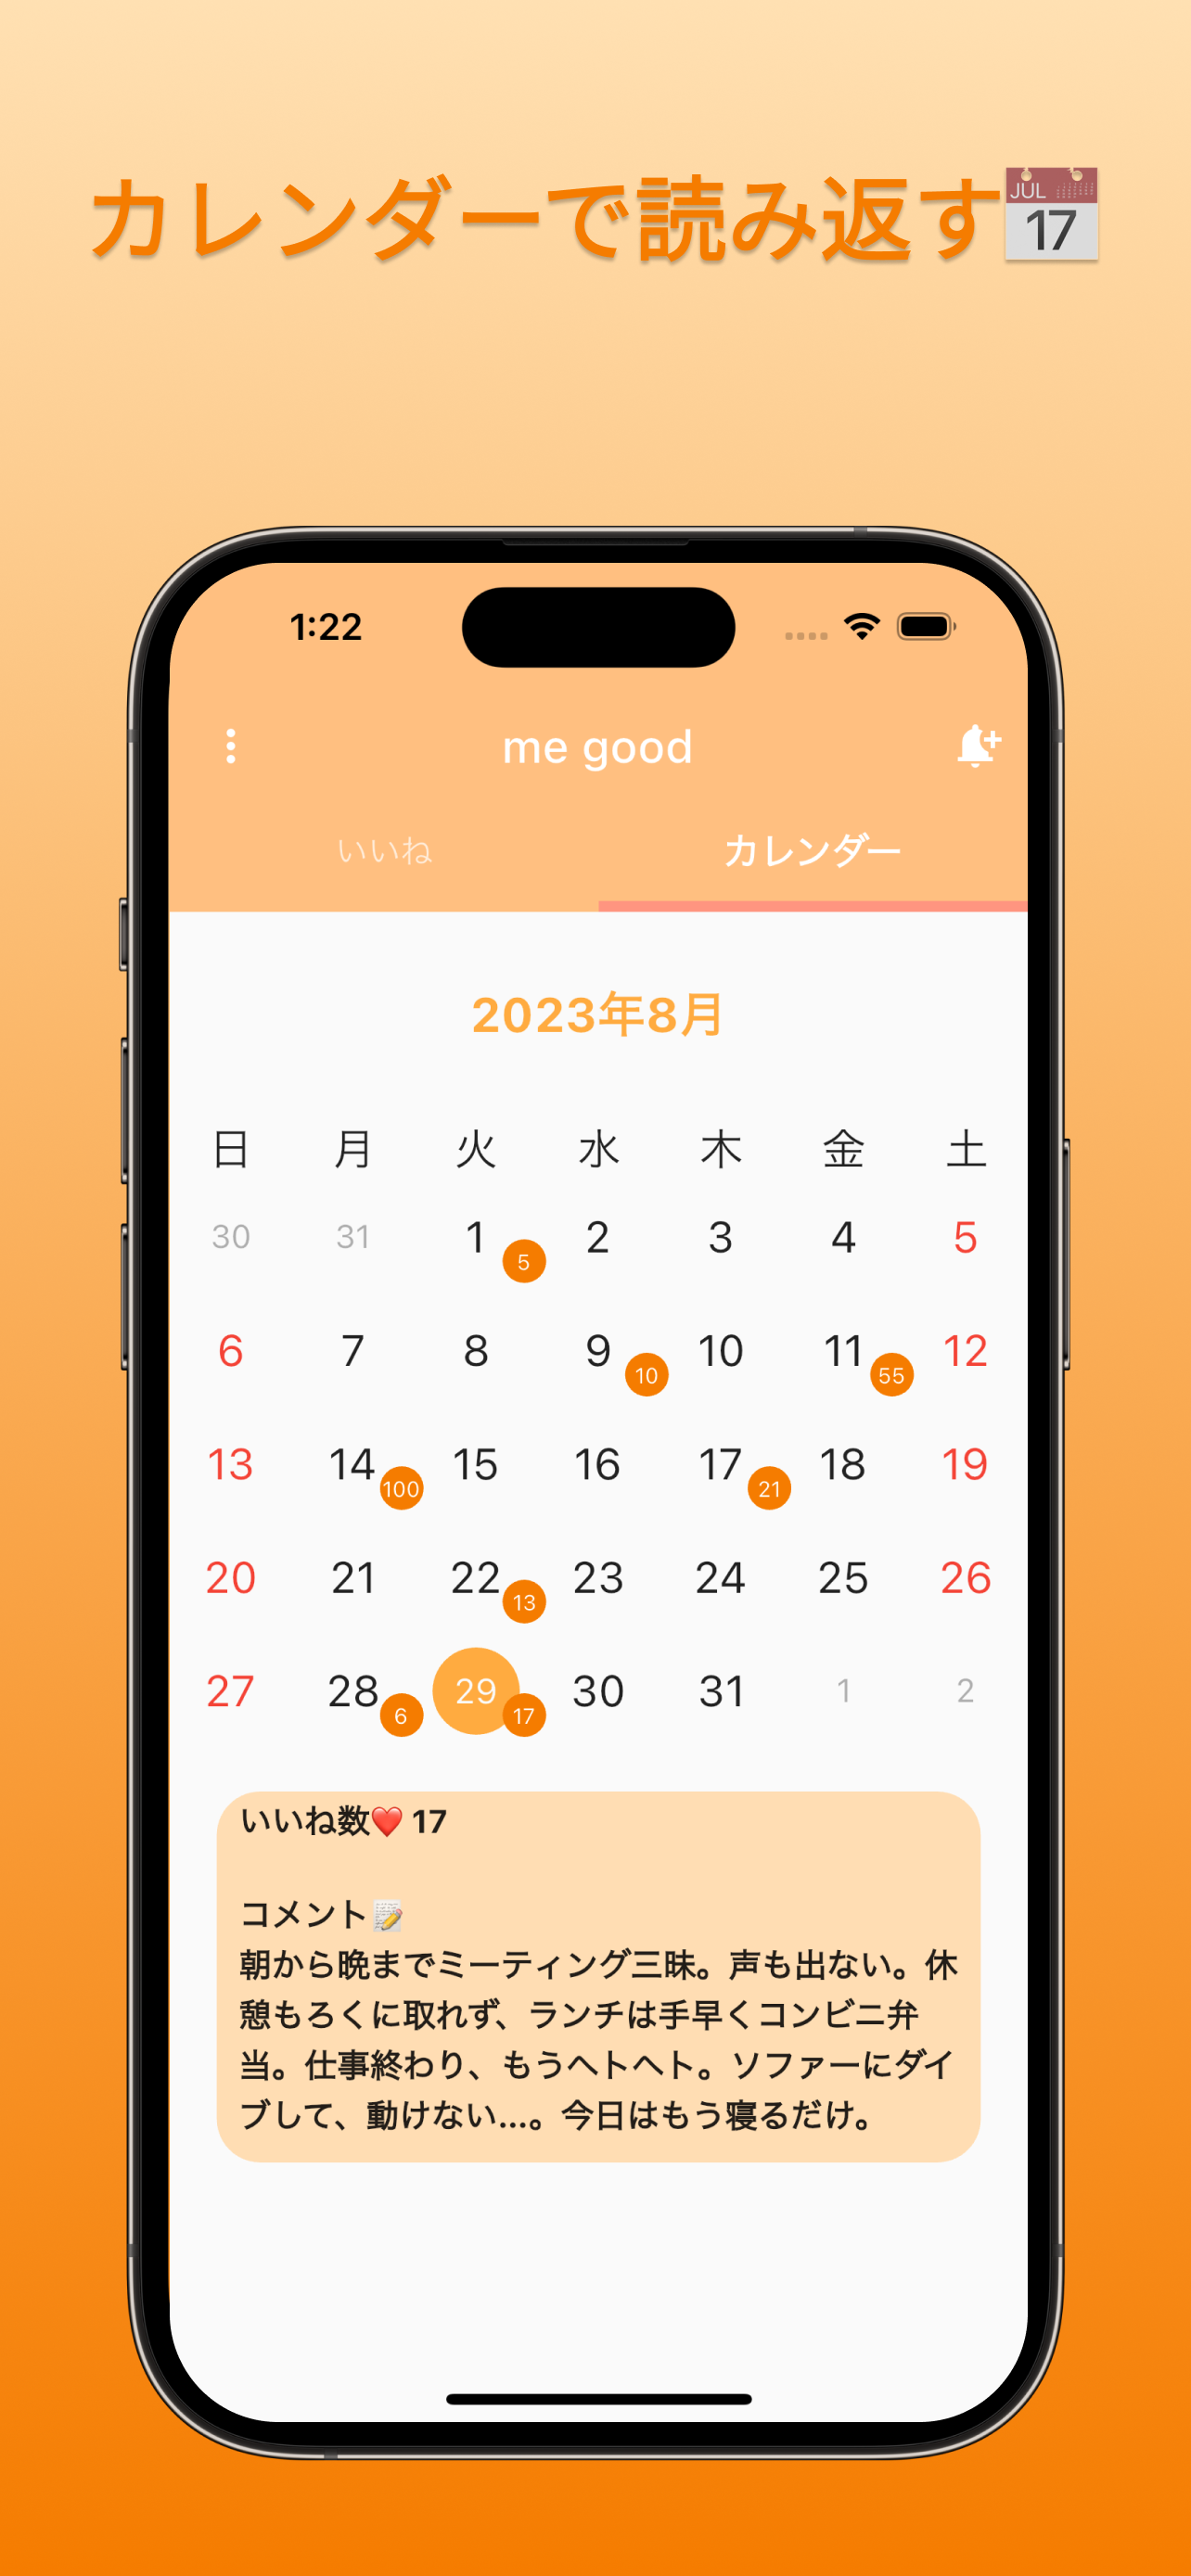 カレンダーで読み返す📅
JUL
17
1:22
me good
いいね カレンダー
2023年8月
日 月 火 水 木 金 土
30 31 1 5 2 3 4 5
6 7 8 9 10 10 11 55 12
13 14 100 15 16 17 21 18 19
20 21 22 13 23 24 25 26
27 28 6 29 17 30 31 1 2
いいね数❤️ 17
コメント📝
朝から晩までミーティング三昧。声も出ない。休
憩もろくに取れず、ランチは手早くコンビニ弁
当。仕事終わり、もうヘトヘト。ソファーにダイ
ブして、動けない...。今日はもう寝るだけ。